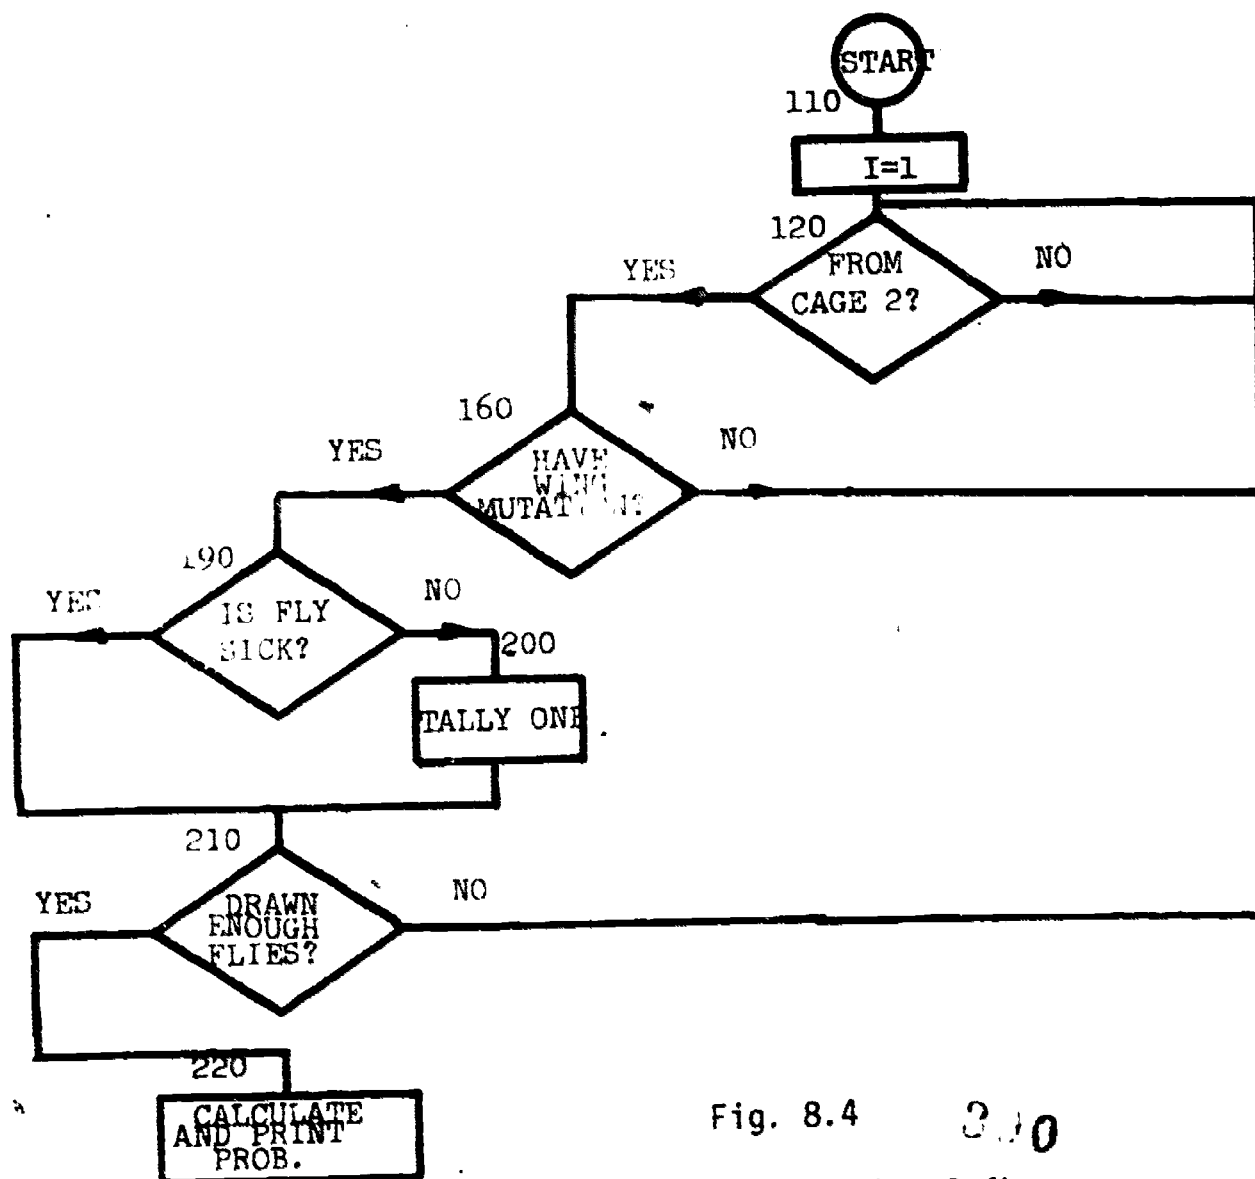 START
110
I=1
120
FROM
CAGE 2?
YES
NO
160
HAVE
WING
YES
NO
190
IS FLY
SICK?
YES
NO
200
TALLY ONE
210
DRAWN
ENOUGH
FLIES?
YES
NO
220
CALCULATE
AND PRINT
PROB.
Fig. 8.4